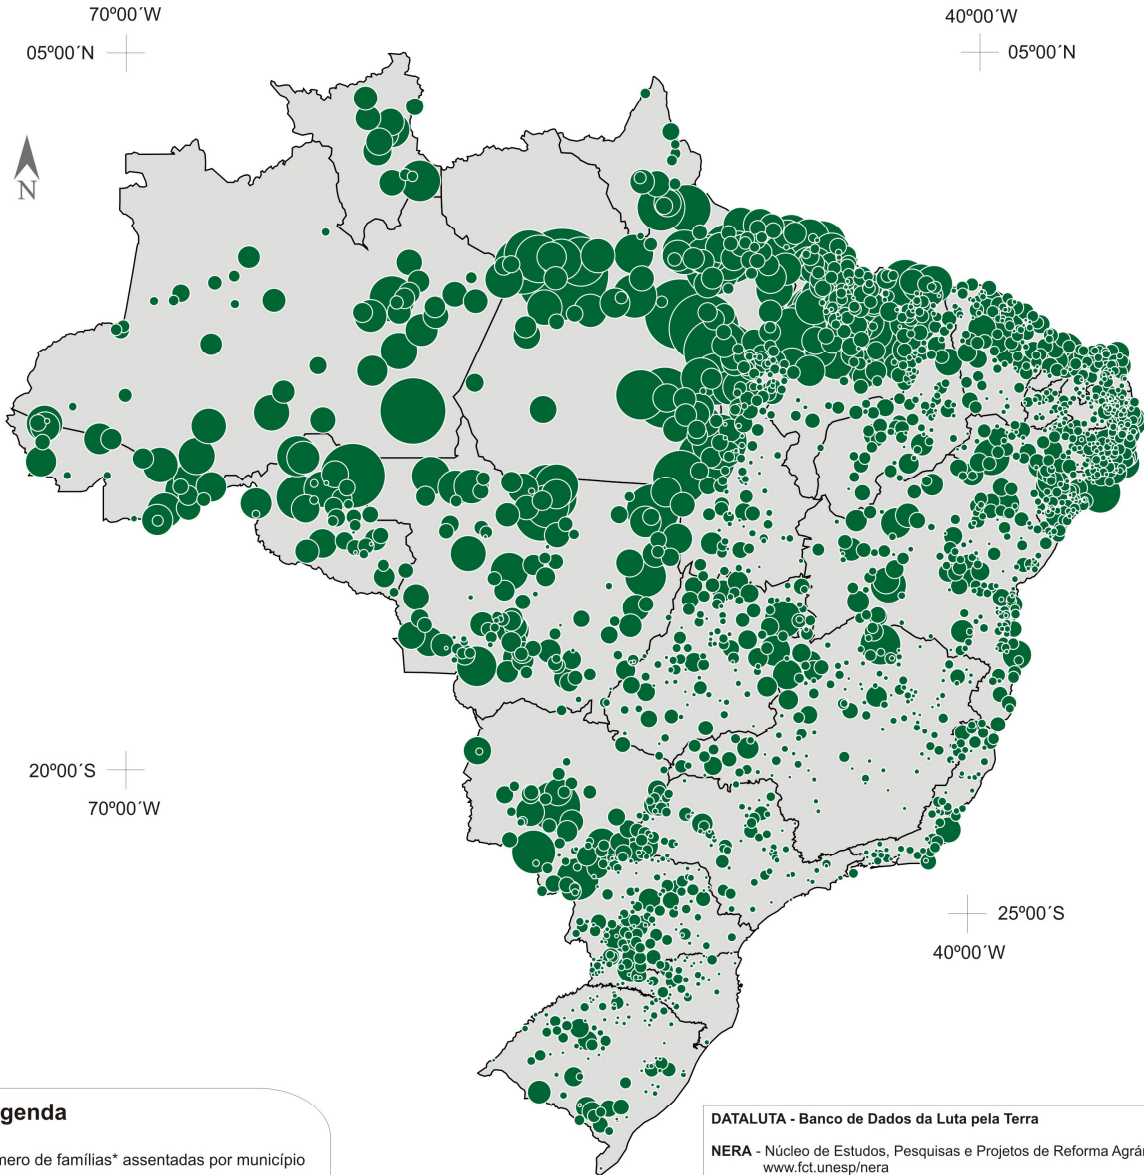 70º00´W
40º00´W
05º00´N
05º00´N
N
20º00´S
70º00´W
25º00´S
40º00´W
genda
mero de famílias* assentadas por município
DATALUTA - Banco de Dados da Luta pela Terra
NERA - Núcleo de Estudos, Pesquisas e Projetos de Reforma Agrá
www.fct.unesp/nera